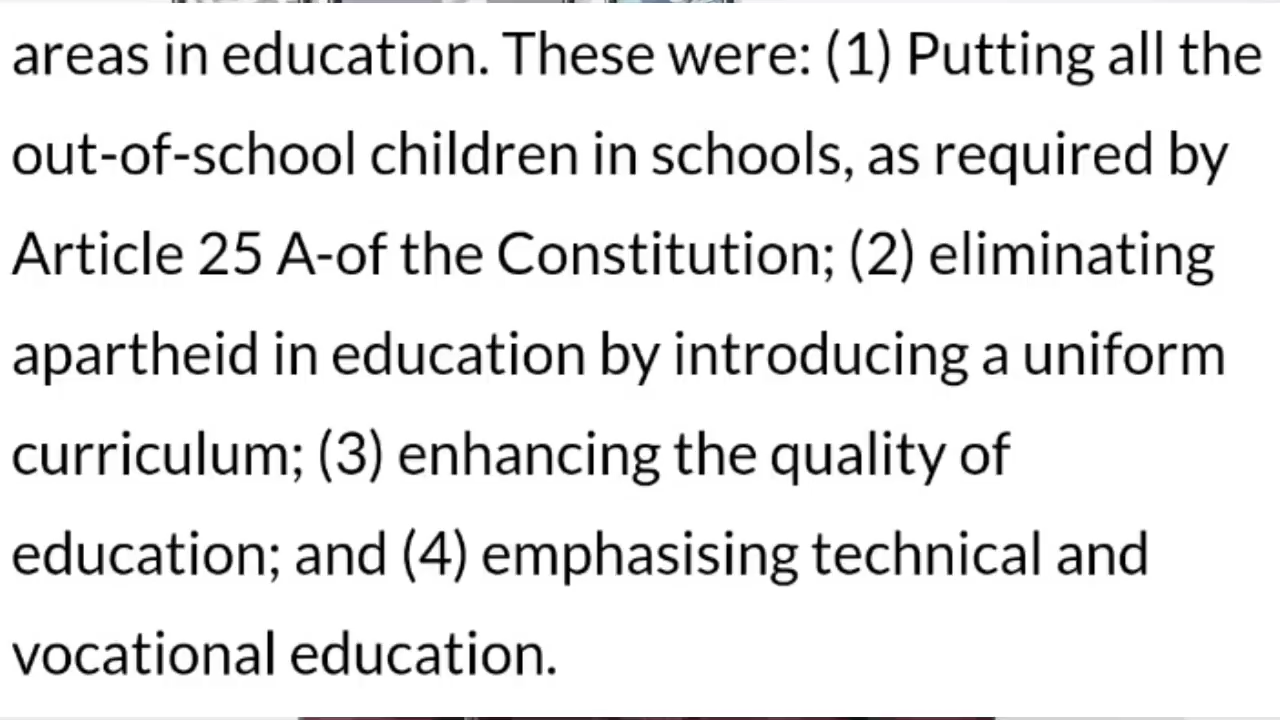 areas in education. These were: (1) Putting all the
out-of-school children in schools, as required by
Article 25 A-of the Constitution; (2) eliminating
apartheid in education by introducing a uniform
curriculum; (3) enhancing the quality of
education; and (4) emphasising technical and
vocational education.